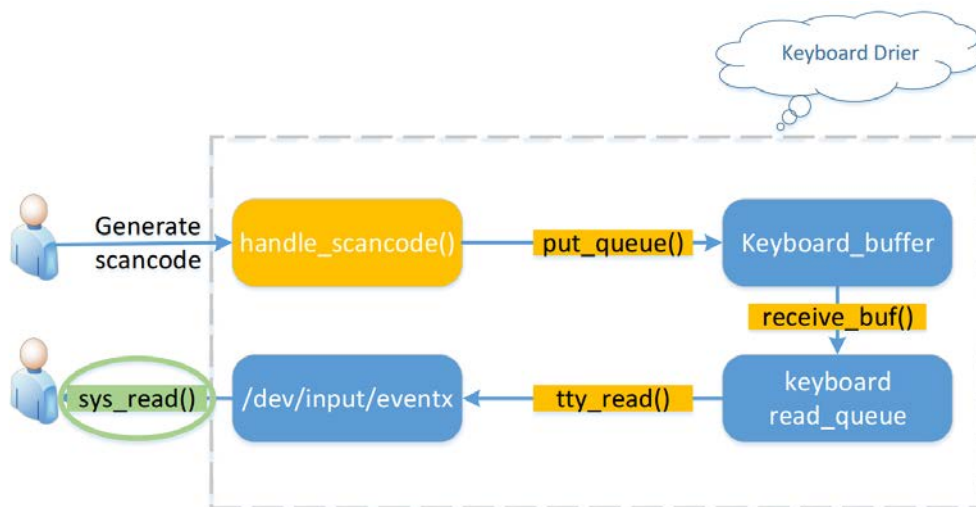 Keyboard Drier
Generate
scancode
handle_scancode()
put_queue()
Keyboard_buffer
receive_buf()
sys_read()
/dev/input/eventx
tty_read()
keyboard
read_queue